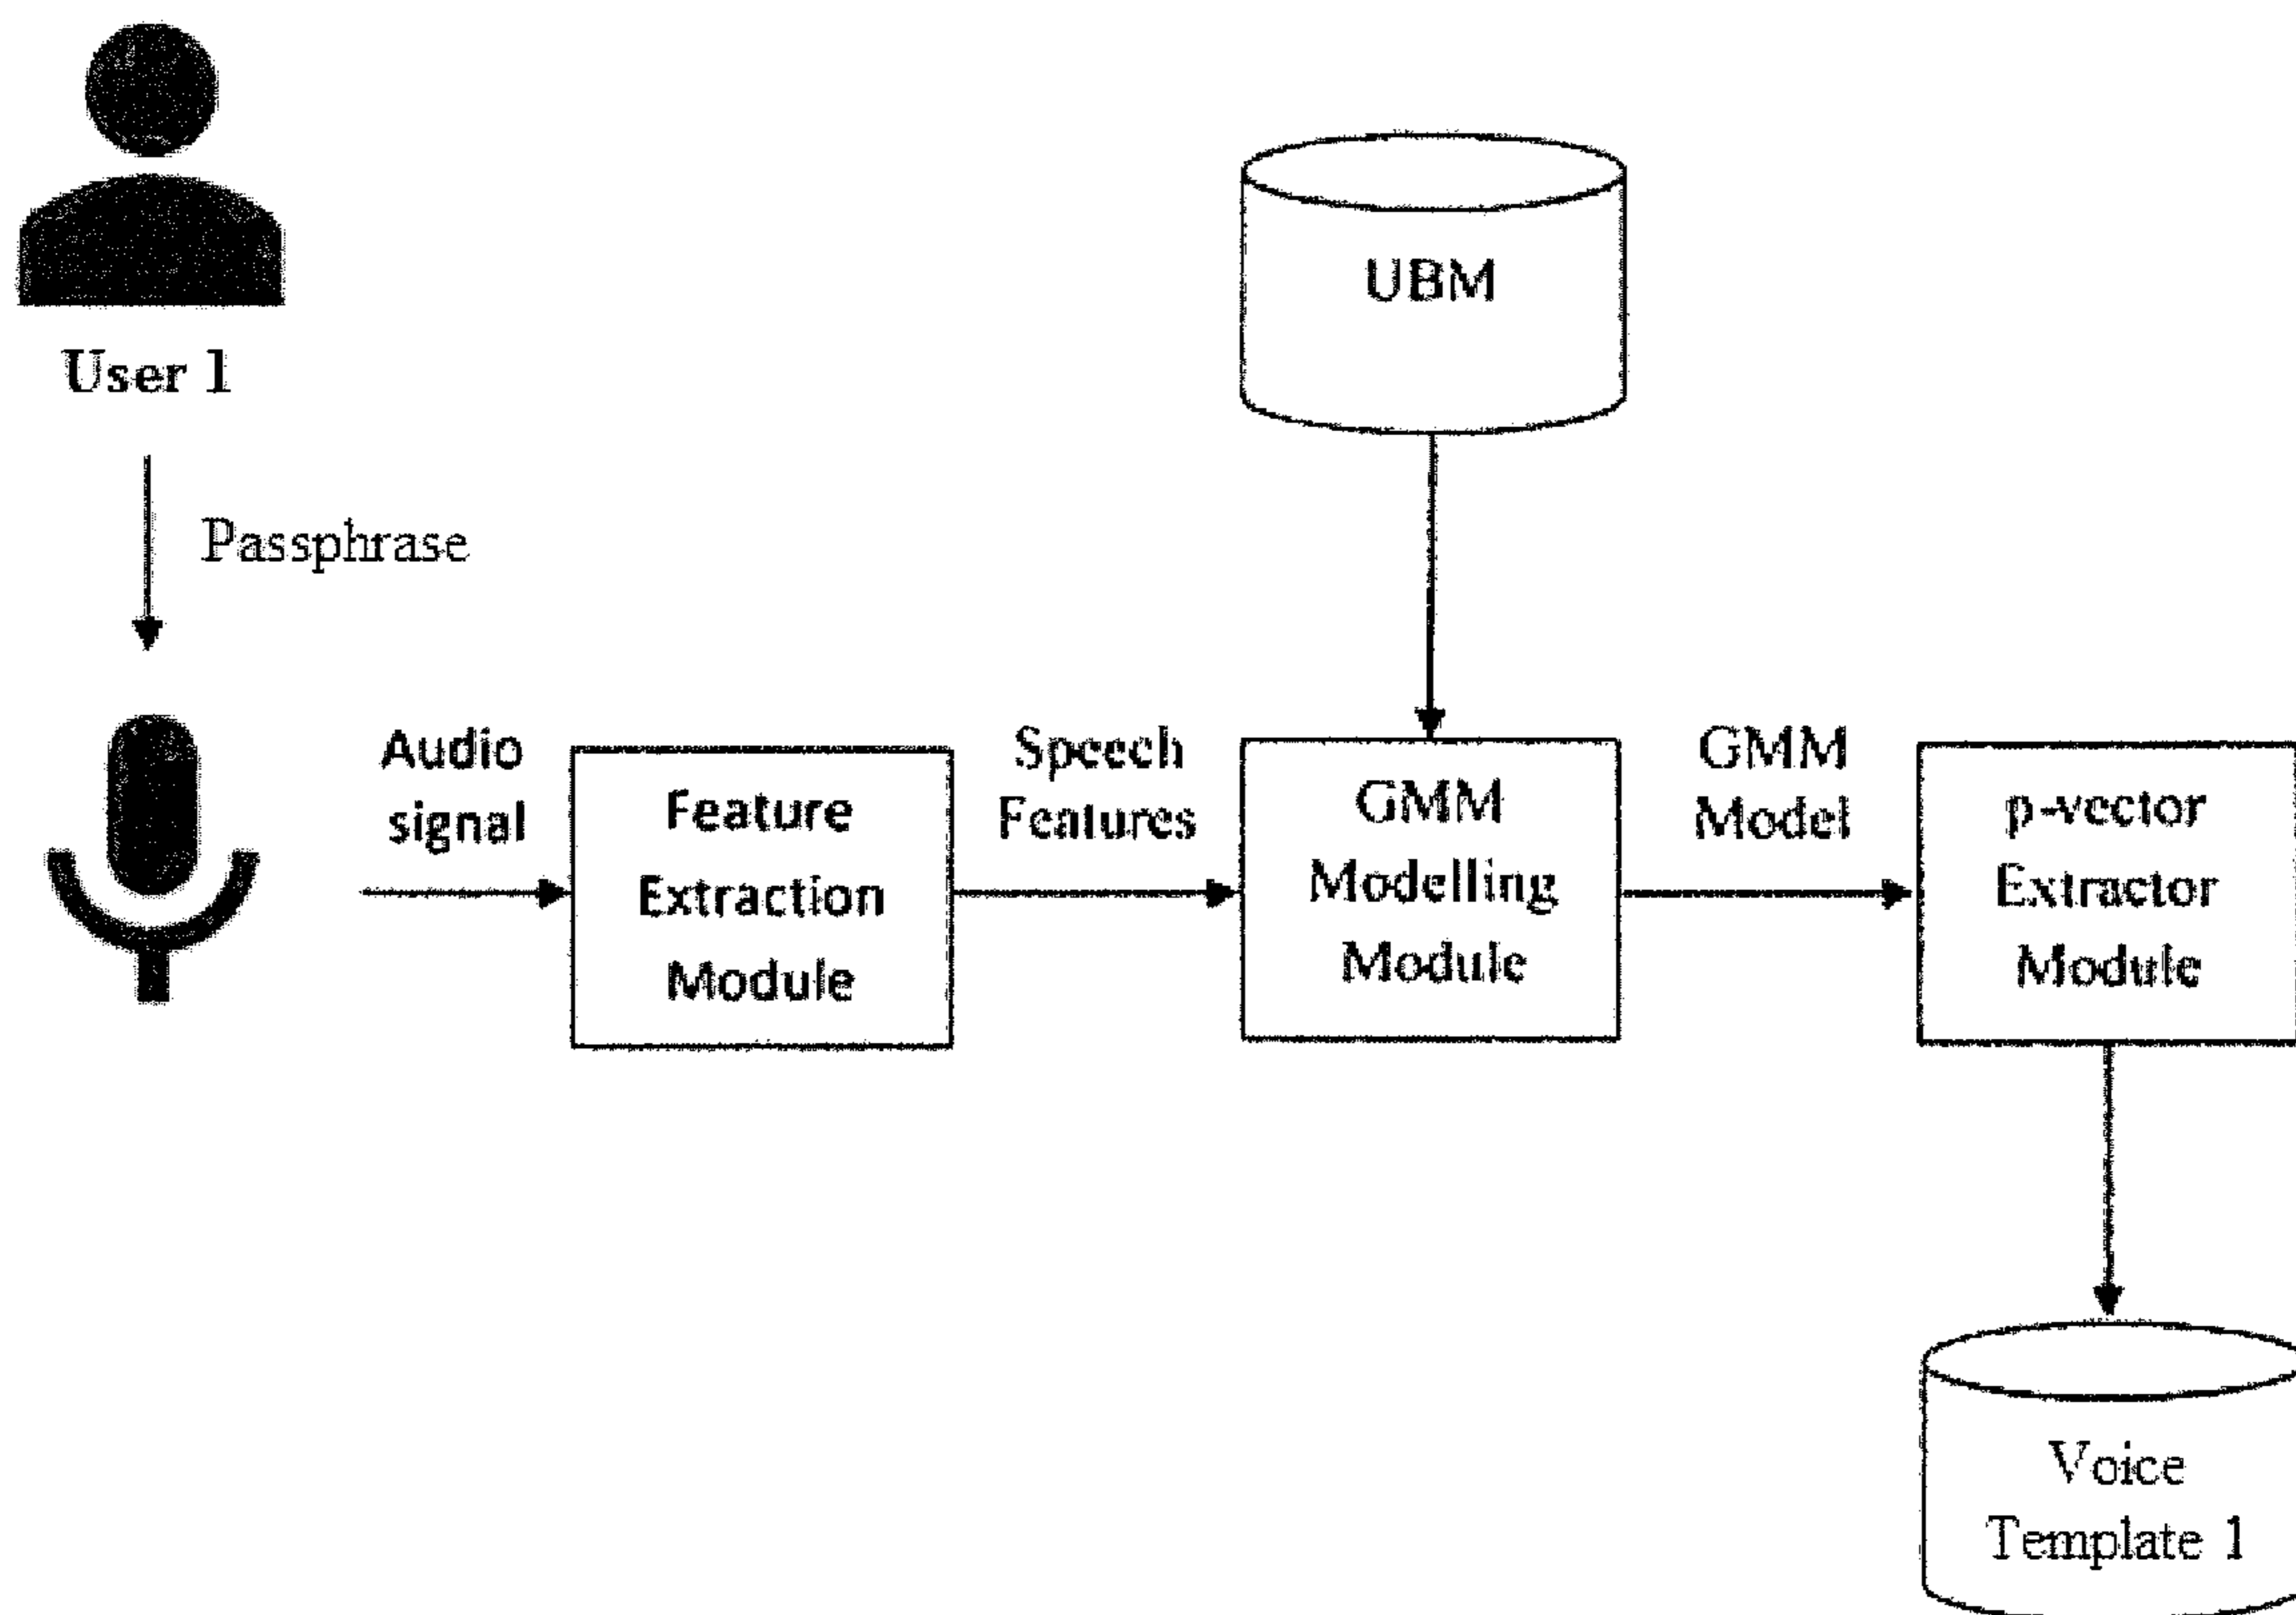 UBM
User 1
Passphrase
Audio
signal
Feature
Extraction
Module
Speech
Features
GMM
Modelling
Module
GMM
Model
p-vector
Extractor
Module
Voice
Template 1